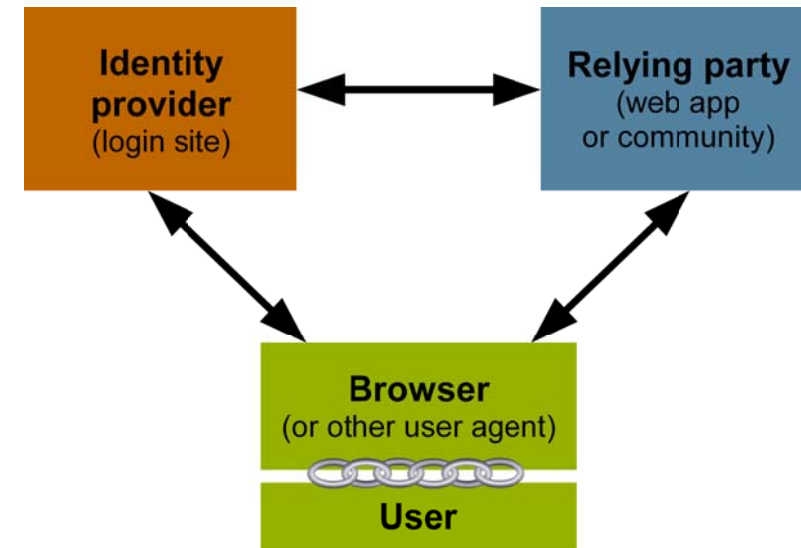 Identity
provider
(login site)
Relying party
(web app
or community)
Browser
(or other user agent)
User